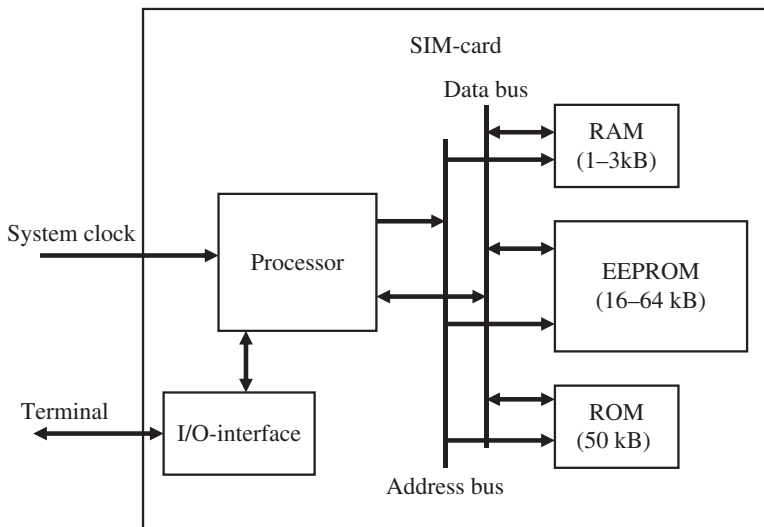 SIM-card
Data bus
RAM
(1–3kB)
System clock
Processor
EEPROM
(16–64 kB)
Terminal
I/O-interface
ROM
(50 kB)
Address bus